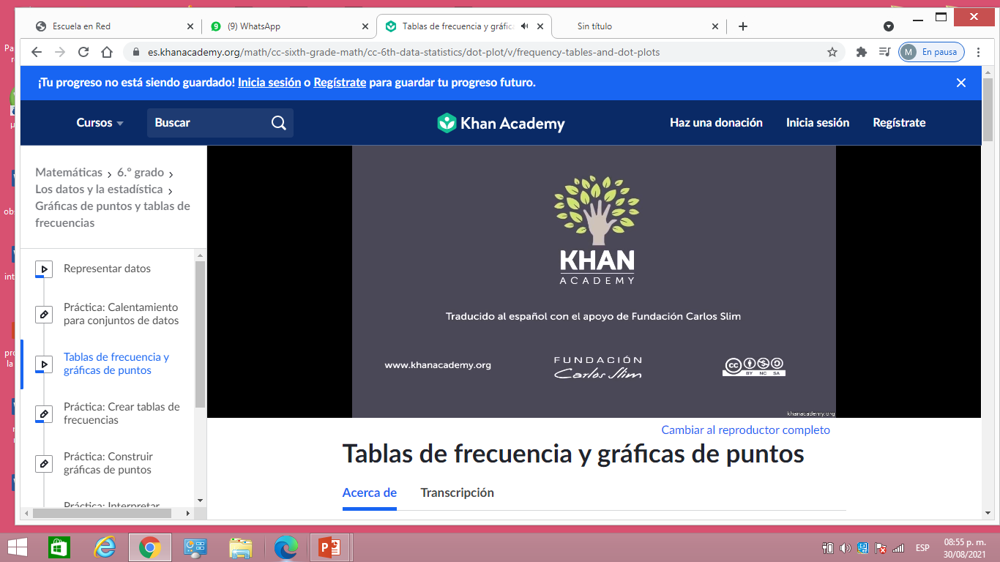 Escuela en Red
(9) WhatsApp
Tablas de frecuencia y gráfic
Sin título
es.khanacademy.org/math/cc-sixth-grade-math/cc-6th-data-statistics/dot-plot/v/frequency-tables-and-dot-plots
M En pausa
¡Tu progreso no está siendo guardado! Inicia sesión o Regístrate para guardar tu progreso futuro.
Cursos
Buscar
Khan Academy
Haz una donación
Inicia sesión
Regístrate
Matemáticas > 6.° grado >
Los datos y la estadística >
Gráficas de puntos y tablas de
frecuencias
Representar datos
Práctica: Calentamiento
para conjuntos de datos
Tablas de frecuencia y
gráficas de puntos
Práctica: Crear tablas de
frecuencias
Práctica: Construir
gráficas de puntos
Práctica: Interpretar
KHAN
ACADEMY
Traducido al español con el apoyo de Fundación Carlos Slim
www.khanacademy.org
FUNDACIÓN
Carlos Slim
cc
BY NC SA
khanacademy.org
Cambiar al reproductor completo
Tablas de frecuencia y gráficas de puntos
Acerca de
Transcripción
ESP
08:55 p. m.
30/08/2021